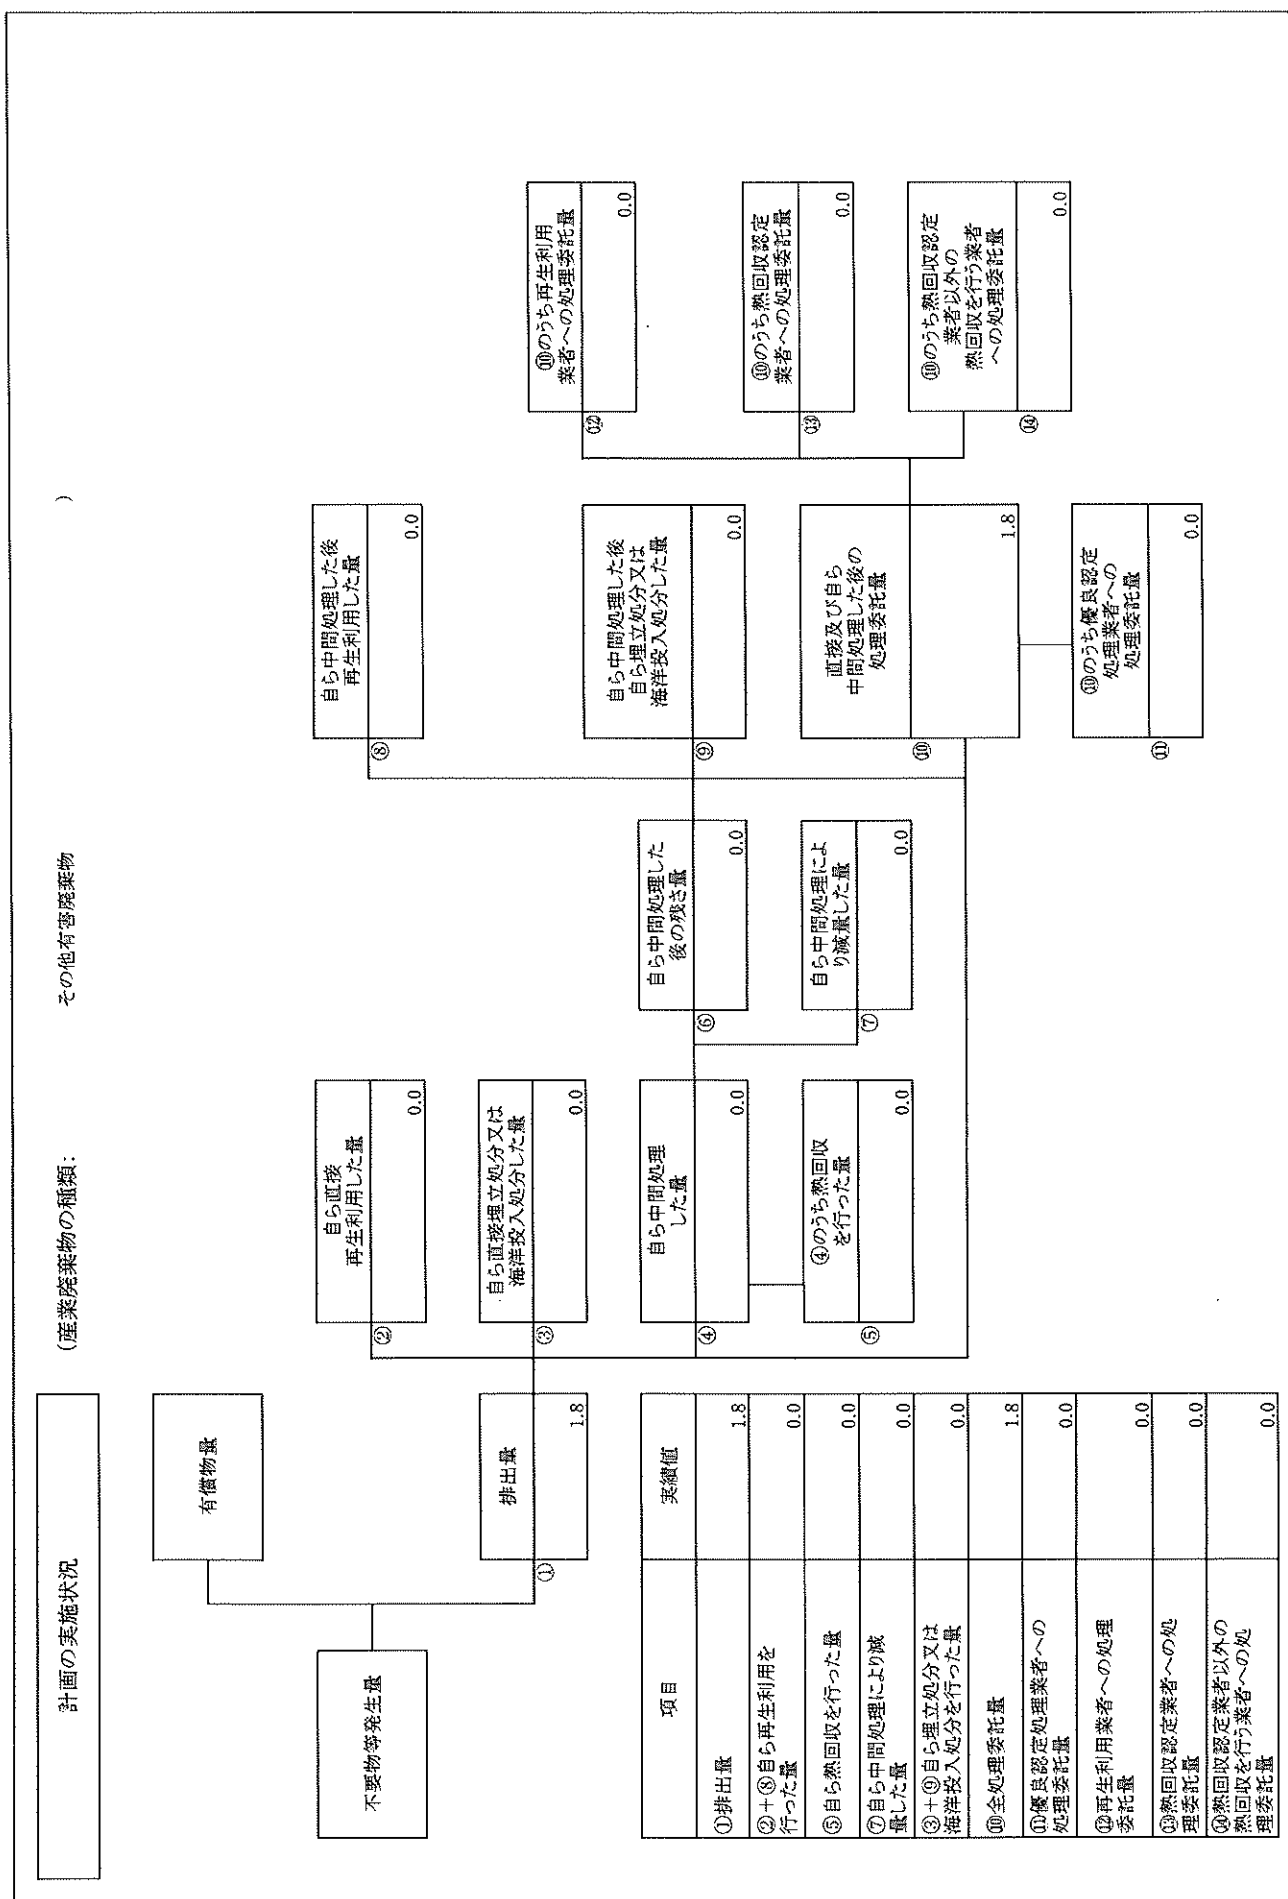 計画の実施状況
(産業廃棄物の種類:
その他有害廃棄物
)
不要物等発生量
有償物量
①
排出量
1.8
②
自ら直接
再生利用した量
0.0
③
自ら直接埋立処分又は
海洋投入処分した量
0.0
④
自ら中間処理
した量
0.0
⑤
④のうち熱回収
を行った量
0.0
⑥
自ら中間処理した
後の残さ量
0.0
⑦
自ら中間処理によ
り減量した量
0.0
⑧
自ら中間処理した後
再生利用した量
0.0
⑨
自ら中間処理した後
自ら埋立処分又は
海洋投入処分した量
0.0
⑩
直接及び自ら
中間処理した後の
処理委託量
1.8
⑪
⑩のうち優良認定
処理業者への
処理委託量
0.0
⑫
⑩のうち再生利用
業者への処理委託量
0.0
⑬
⑩のうち熱回収認定
業者への処理委託量
0.0
⑭
⑩のうち熱回収認定
業者以外の
熱回収を行う業者
への処理委託量
0.0
項目 実績値
①排出量 1.8
②+⑧自ら再生利用を
行った量 0.0
⑤自ら熱回収を行った量 0.0
⑦自ら中間処理により減
量した量 0.0
③+⑨自ら埋立処分又は
海洋投入処分を行った量 0.0
⑩全処理委託量 1.8
⑪優良認定処理業者への
処理委託量 0.0
⑫再生利用業者への処理
委託量 0.0
⑬熱回収認定業者への処
理委託量 0.0
⑭熱回収認定業者以外の
熱回収を行う業者への処
理委託量 0.0